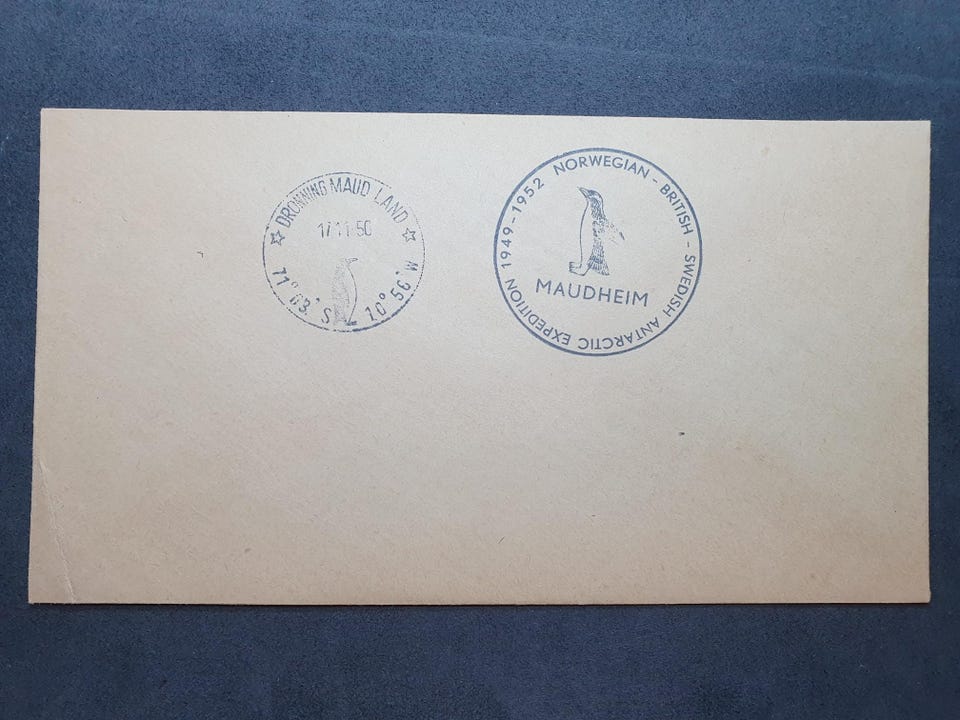 ☆ DRONNING MAUD LAND ☆
17.11.50
71° 03.' S 10° 56.' W
NORWEGIAN - BRITISH - SWEDISH ANTARCTIC EXPEDITION 1949-1952
MAUDHEIM